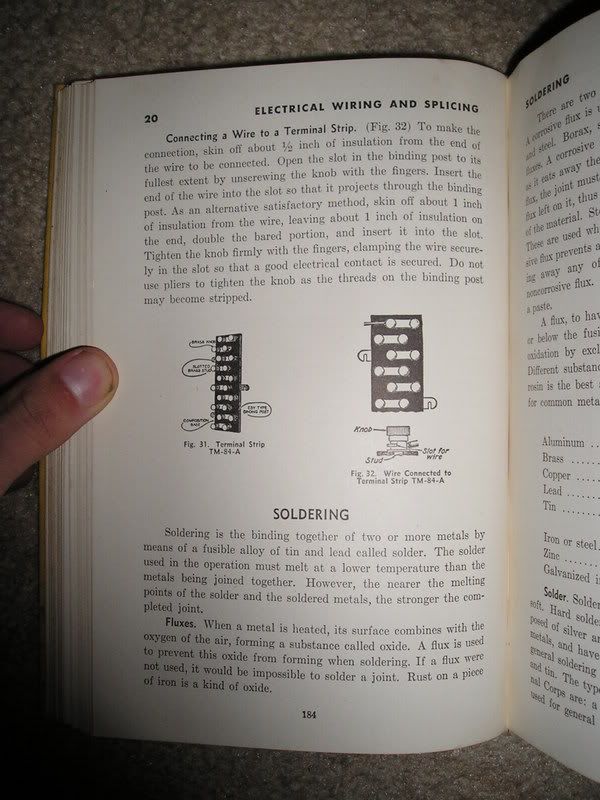 20 ELECTRICAL WIRING AND SPLICING
Connecting a Wire to a Terminal Strip. (Fig. 32) To make the
connection, skin off about ½ inch of insulation from the end of
the wire to be connected. Open the slot in the binding post to its
fullest extent by unscrewing the knob with the fingers. Insert the
end of the wire into the slot so that it projects through the binding
post. As an alternative satisfactory method, skin off about 1 inch
of insulation from the wire, leaving about 1 inch of insulation on
the end, double the bared portion, and insert it into the slot.
Tighten the knob firmly with the fingers, clamping the wire secure-
ly in the slot so that a good electrical contact is secured. Do not
use pliers to tighten the knob as the threads on the binding post
may become stripped.
BRASS KNOB
SLOTTED
BRASS STUD
COMPOSITION
BASE
BINDING POST
Fig. 31. Terminal Strip
TM-84-A
Knob
Slot for
wire
Stud
Fig. 32. Wire Connected to
Terminal Strip TM-84-A
SOLDERING
Soldering is the binding together of two or more metals by
means of a fusible alloy of tin and lead called solder. The solder
used in the operation must melt at a lower temperature than the
metals being joined together. However, the nearer the melting
points of the solder and the soldered metals, the stronger the com-
pleted joint.
Fluxes. When a metal is heated, its surface combines with the
oxygen of the air, forming a substance called oxide. A flux is used
to prevent this oxide from forming when soldering. If a flux were
not used, it would be impossible to solder a joint. Rust on a piece
of iron is a kind of oxide.
184
SOLDERING
There are two
A corrosive flux is
and steel. Borax,
fluxes. A corrosive
as it eats away the
flux, the joint must
flux left on it, thus
of the material.
These are used
sive flux prevents a
ing away any of
noncorrosive flux.
a paste.
A flux, to
or below the
oxidation by
Different
rosin is the best
for common
Aluminum ....
Brass ....
Copper ....
Lead ....
Tin ....
Iron or steel.
Zinc ....
Galvanized
Solder.
soft. Hard
posed of silver
metals, and have
general soldering
and tin. The
nal Corps are: a
used for general